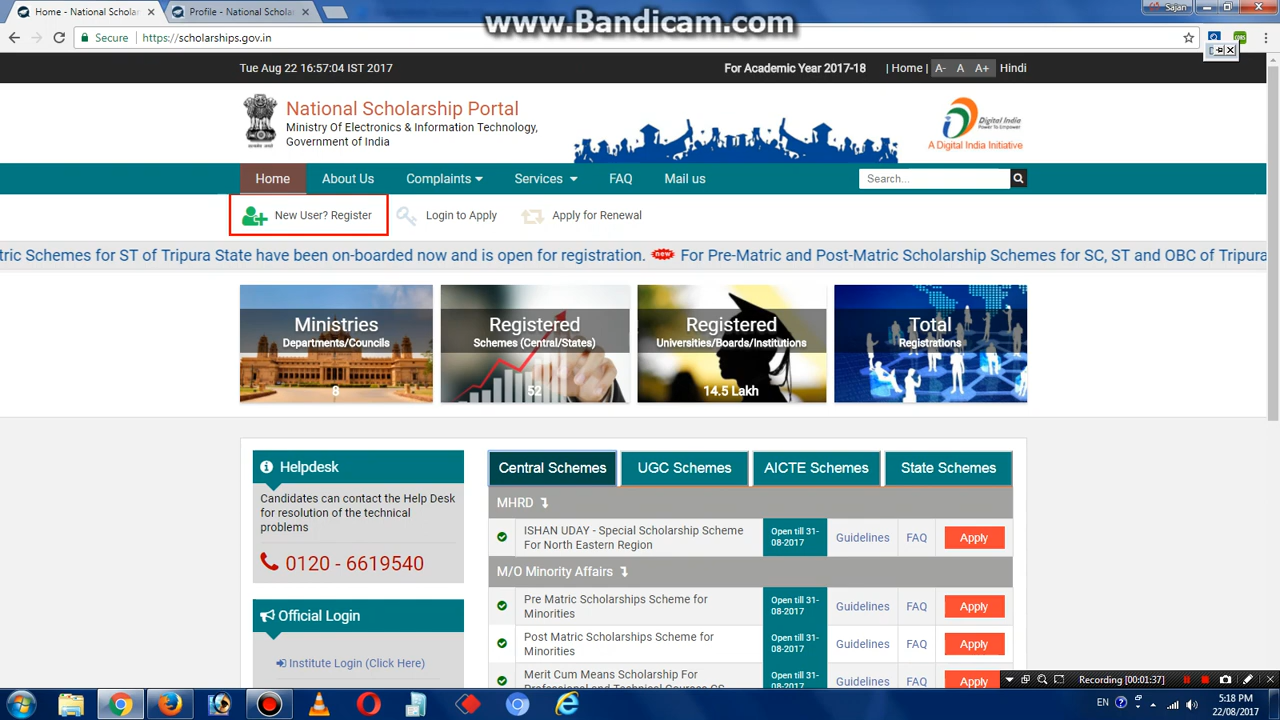 Home - National Scholar
Profile - National Scholar
www.Bandicam.com
Sajan
Secure
https://scholarships.gov.in
Tue Aug 22 16:57:04 IST 2017
For Academic Year 2017-18
| Home |
A-
A
A+
Hindi
National Scholarship Portal
Ministry Of Electronics & Information Technology,
Government of India
Digital India
Power To Empower
A Digital India Initiative
Home
About Us
Complaints
Services
FAQ
Mail us
Search...
New User? Register
Login to Apply
Apply for Renewal
tric Schemes for ST of Tripura State have been on-boarded now and is open for registration. new For Pre-Matric and Post-Matric Scholarship Schemes for SC, ST and OBC of Tripura
Ministries
Departments/Councils
8
Registered
Schemes (Central/States)
52
Registered
Universities/Boards/Institutions
14.5 Lakh
Total
Registrations
Helpdesk
Candidates can contact the Help Desk
for resolution of the technical
problems
0120 - 6619540
Official Login
Institute Login (Click Here)
Central Schemes
UGC Schemes
AICTE Schemes
State Schemes
MHRD
ISHAN UDAY - Special Scholarship Scheme
For North Eastern Region
Open till 31-
08-2017
Guidelines
FAQ
Apply
M/O Minority Affairs
Pre Matric Scholarships Scheme for
Minorities
Open till 31-
08-2017
Guidelines
FAQ
Apply
Post Matric Scholarships Scheme for
Minorities
Open till 31-
08-2017
Guidelines
FAQ
Apply
Merit Cum Means Scholarship For
Professional and Technical Courses CS
Open till 31-
Guidelines
FAQ
Apply
Recording [00:01:37]
EN
5:18 PM
22/08/2017